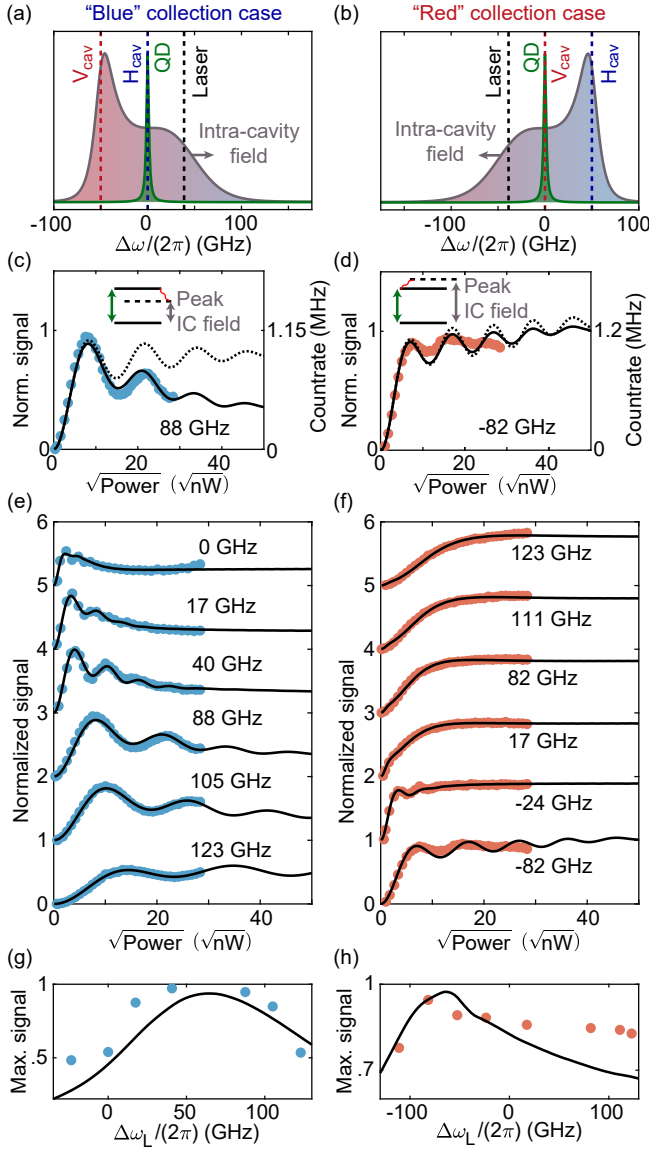 (a) "Blue" collection case
(b) "Red" collection case
V_cav
H_cav
QD
Laser
Intra-cavity
field
-100 0 100
Δω/(2π) (GHz)
Laser
QD
V_cav
H_cav
Intra-cavity
field
-100 0 100
Δω/(2π) (GHz)
(c)
Norm. signal
1
0
Peak
IC field
88 GHz
1.15
0
Countrate (MHz)
0 20 40
√Power (√nW)
(d)
Norm. signal
1
0
Peak
IC field
-82 GHz
1.2
0
Countrate (MHz)
0 20 40
√Power (√nW)
(e)
Normalized signal
6
5
4
3
2
1
0
0 GHz
17 GHz
40 GHz
88 GHz
105 GHz
123 GHz
0 20 40
√Power (√nW)
(f)
Normalized signal
6
5
4
3
2
1
0
123 GHz
111 GHz
82 GHz
17 GHz
-24 GHz
-82 GHz
0 20 40
√Power (√nW)
(g)
Max. signal
1
.5
0 50 100
Δω_L/(2π) (GHz)
(h)
Max. signal
1
.7
-100 0 100
Δω_L/(2π) (GHz)